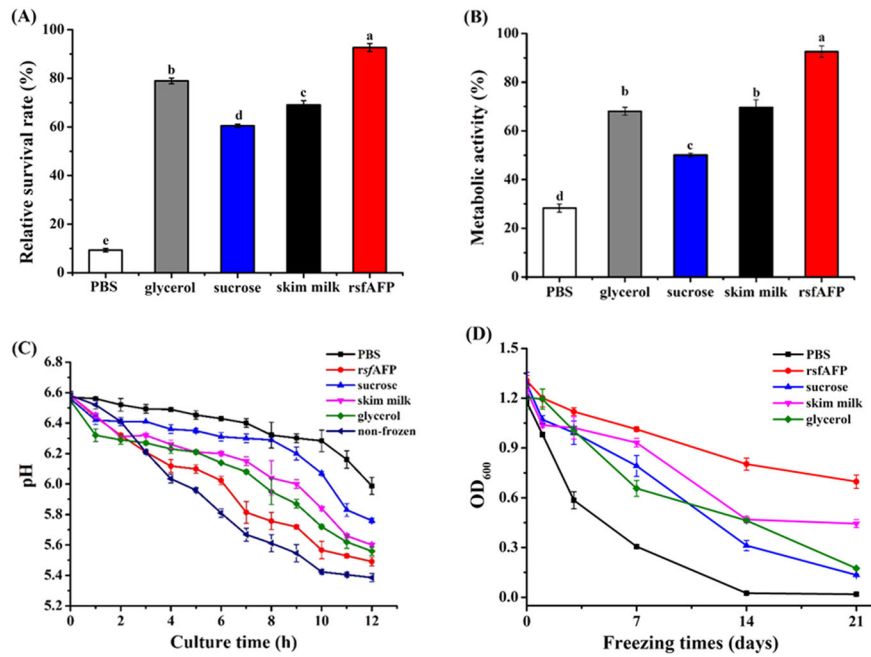 (A)
Relative survival rate (%)
100
80
60
40
20
0
e
b
d
c
a
PBS
glycerol
sucrose
skim milk
rsfAFP
(B)
Metabolic activity (%)
100
80
60
40
20
0
d
b
c
b
a
PBS
glycerol
sucrose
skim milk
rsfAFP
(C)
pH
6.8
6.6
6.4
6.2
6.0
5.8
5.6
5.4
5.2
PBS
rsfAFP
sucrose
skim milk
glycerol
non-frozen
0
2
4
6
8
10
12
Culture time (h)
(D)
OD600
1.5
1.2
0.9
0.6
0.3
0.0
PBS
rsfAFP
sucrose
skim milk
glycerol
0
7
14
21
Freezing times (days)